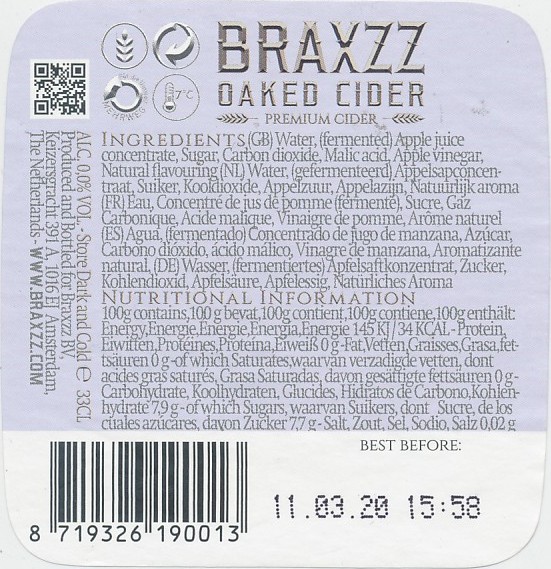 BRAXZZ
OAKED CIDER
PREMIUM CIDER
MEHRWEG
7°C
INGREDIENTS (GB) Water, (fermented) Apple juice
concentrate, Sugar, Carbon dioxide, Malic acid, Apple vinegar,
Natural flavouring (NL) Water, (gefermenteerd) Appelsapconcen-
traat, Suiker, Kooldioxide, Appelzuur, Appelazijn, Natuurlijk aroma
(FR) Eau, Concentré de jus de pomme (fermenté), Sucre, Gaz
Carbonique, Acide malique, Vinaigre de pomme, Arôme naturel
(ES) Agua, (fermentado) Concentrado de jugo de manzana, Azúcar,
Carbono dióxido, ácido málico, Vinagre de manzana, Aromatizante
natural, (DE) Wasser, (fermentiertes) Apfelsaftkonzentrat, Zucker,
Kohlendioxid, Apfelsäure, Apfelessig, Natürliches Aroma
NUTRITIONAL INFORMATION
100g contains,100 g bevat,100g contient,100g contiene,100g enthält:
Energy,Energie,Energie,Energia,Energie 145 KJ / 34 KCAL - Protein,
Eiwitten,Protéines,Proteina,Eiweiß 0 g -Fat,Vetten,Graisses,Grasa,fet-
tsäuren 0 g -of which Saturates,waarvan verzadigde vetten, dont
acides gras saturés, Grasa Saturadas, davon gesättigte fettsäuren 0 g -
Carbohydrate, Koolhydraten, Glucides, Hidratos de Carbono,Kohlen-
hydrate 7,9 g - of which Sugars, waarvan Suikers, dont Sucre, de los
cuales azúcares, davon Zucker 7,7 g - Salt, Zout, Sel, Sodio, Salz 0,02 g
ALC. 0,0% VOL. - Store Dark and Cold ℮ 33CL
Produced and Bottled for Braxzz BV,
Keizersgracht 391 A, 1016 EJ Amsterdam,
The Netherlands - WWW.BRAXZZ.COM
BEST BEFORE:
11.03.20 15:58
8 719326 190013